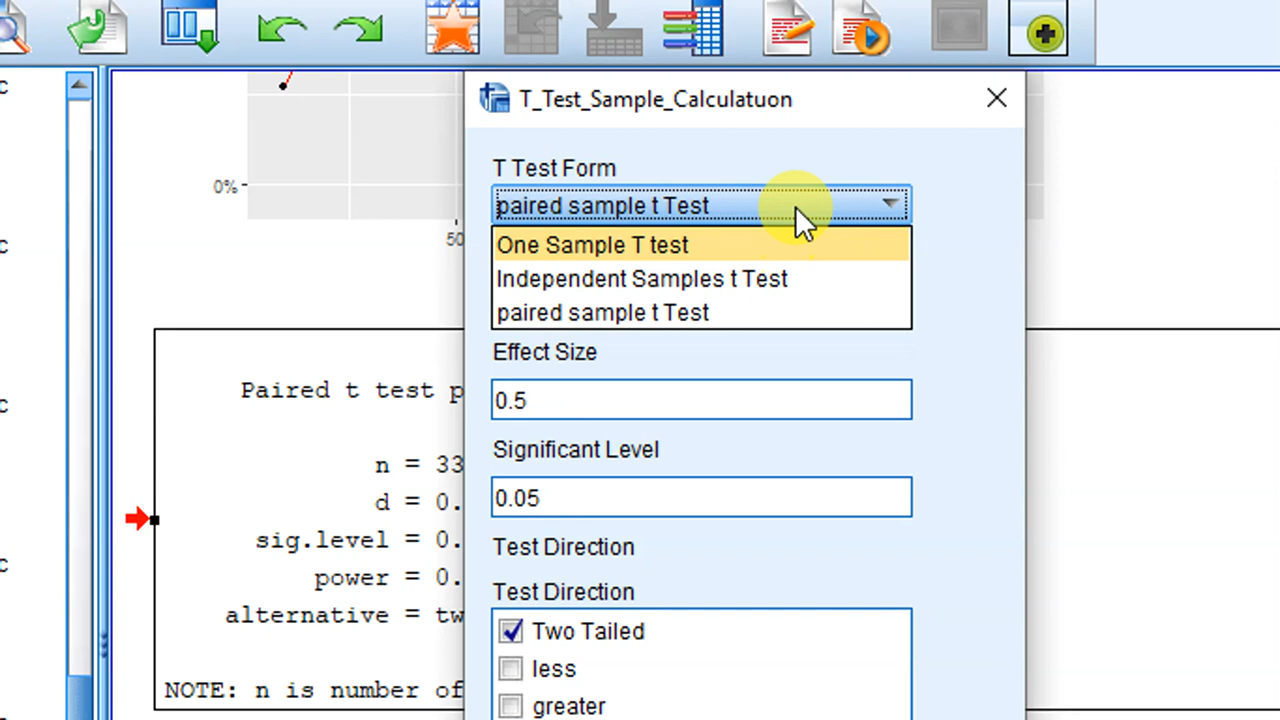 T_Test_Sample_Calculatuon
T Test Form
paired sample t Test
One Sample T test
Independent Samples t Test
paired sample t Test
Effect Size
0.5
Significant Level
0.05
Test Direction
Test Direction
Two Tailed
less
greater
0%
50
Paired t test p
n = 33
d = 0.
sig.level = 0.
power = 0.
alternative = tw
NOTE: n is number of
C
C
C
C